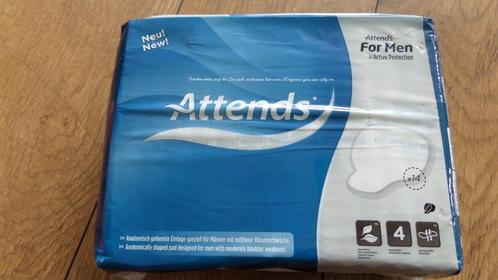 Neu!
New!
Attends
For Men
Active Protection
Attends®
x14
4
>> Anatomisch geformte Einlage speziell für Männer mit mittlerer Blasenschwäche
>> Anatomically shaped pad designed for men with moderate bladder weakness